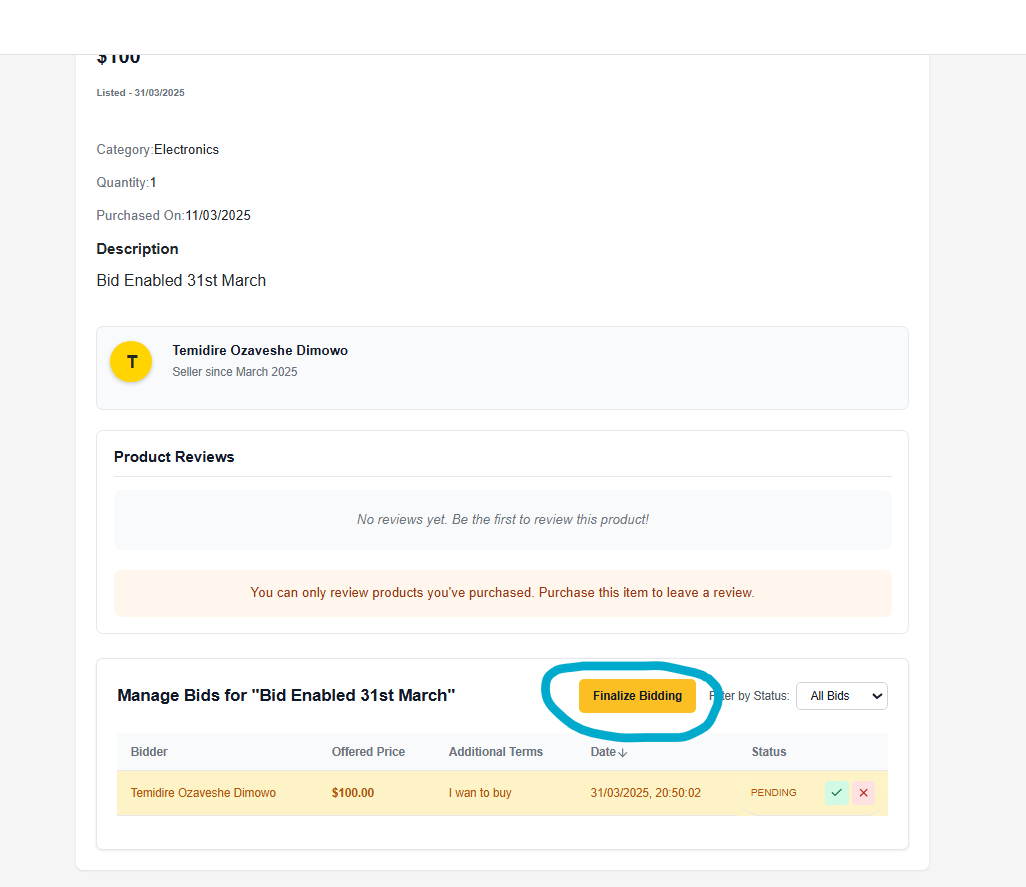 $100
Listed - 31/03/2025
Category:Electronics
Quantity:1
Purchased On:11/03/2025
Description
Bid Enabled 31st March
T
Temidire Ozaveshe Dimowo
Seller since March 2025
Product Reviews
No reviews yet. Be the first to review this product!
You can only review products you've purchased. Purchase this item to leave a review.
Manage Bids for "Bid Enabled 31st March" Finalize Bidding Filter by Status: All Bids
Bidder Offered Price Additional Terms Date Status
Temidire Ozaveshe Dimowo $100.00 I wan to buy 31/03/2025, 20:50:02 PENDING